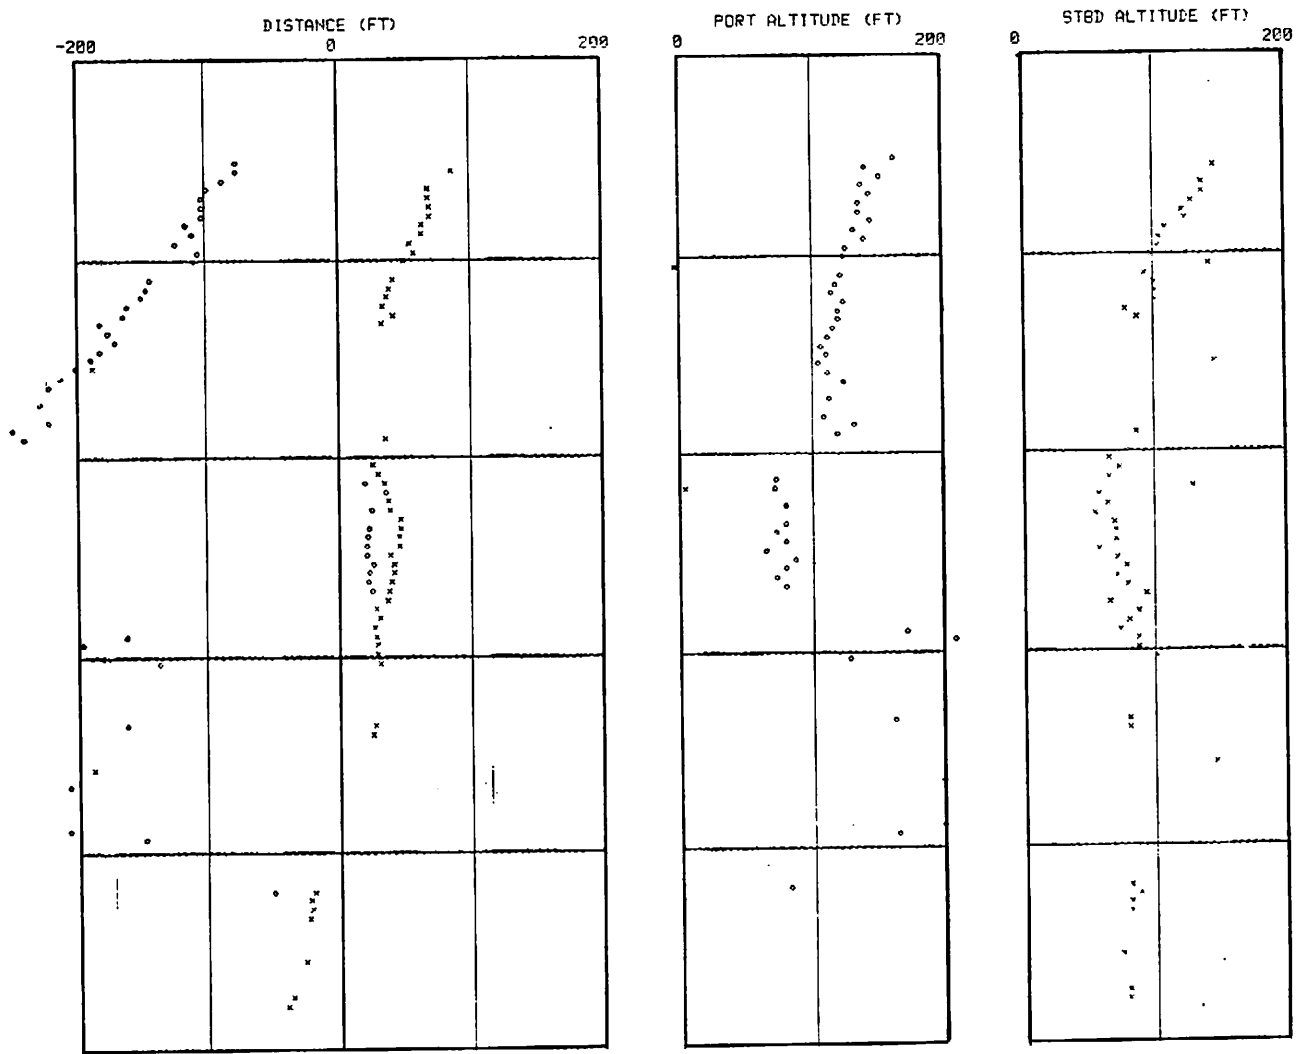 DISTANCE (FT)
-200 0 200
PORT ALTITUDE (FT)
0 200
STBD ALTITUDE (FT)
0 200